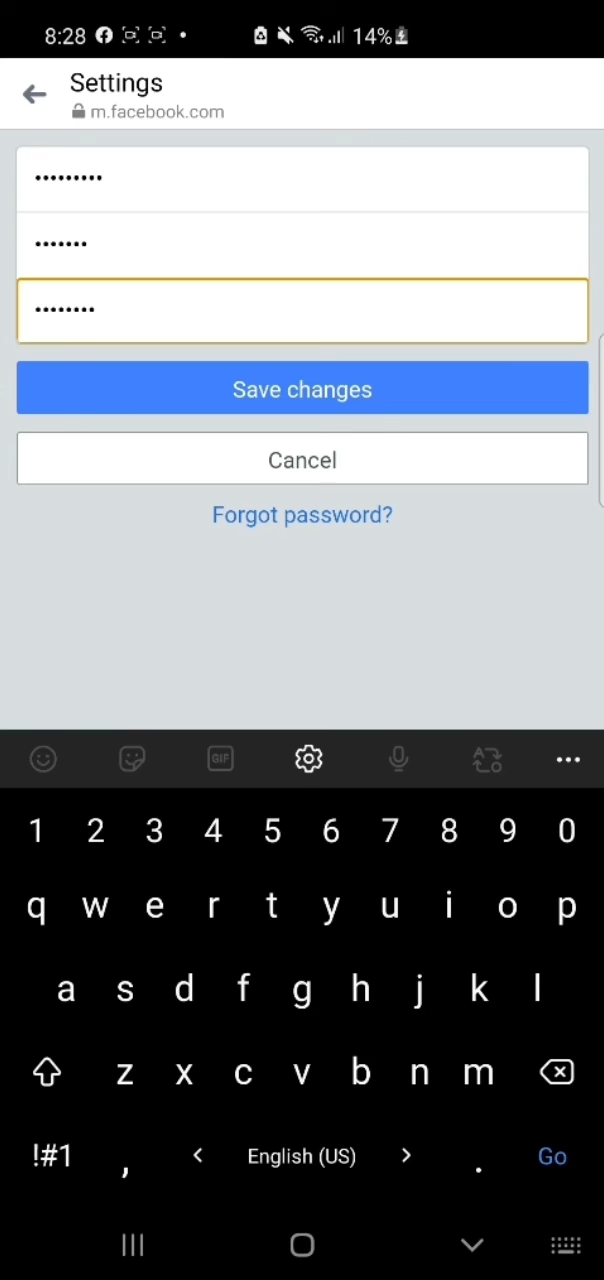 8:28 14%
Settings
m.facebook.com
•••••••••
•••••••
••••••••
Save changes
Cancel
Forgot password?
GIF
1 2 3 4 5 6 7 8 9 0
q w e r t y u i o p
a s d f g h j k l
z x c v b n m
!#1 , < English (US) > . Go